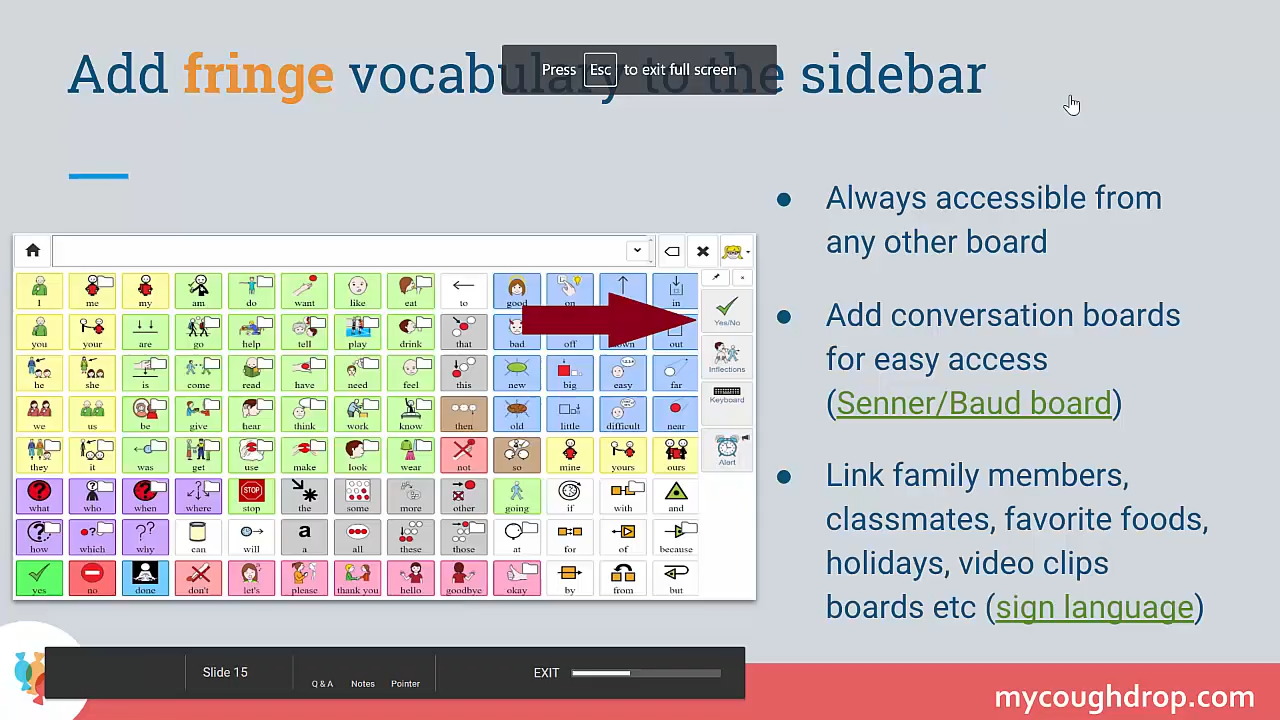 Add fringe vocabulary to the sidebar
Press Esc to exit full screen
Always accessible from
any other board
Add conversation boards
for easy access
(Senner/Baud board)
Link family members,
classmates, favorite foods,
holidays, video clips
boards etc (sign language)
I me my am do want like eat to good on in
you your are go help tell play drink that bad off down out
Yes/No
he she is come read have need feel this new big easy far
Inflections
we us be give hear think work know then old little difficult near
Keyboard
they it was get use make look wear not so mine yours ours
Alert
what who when where stop the some more other going if with and
STOP
how which why can will a all these those at for of because
a
yes no done don't let's please thank you hello goodbye okay by from but
Slide 15
Q & A Notes Pointer
EXIT
mycoughdrop.com